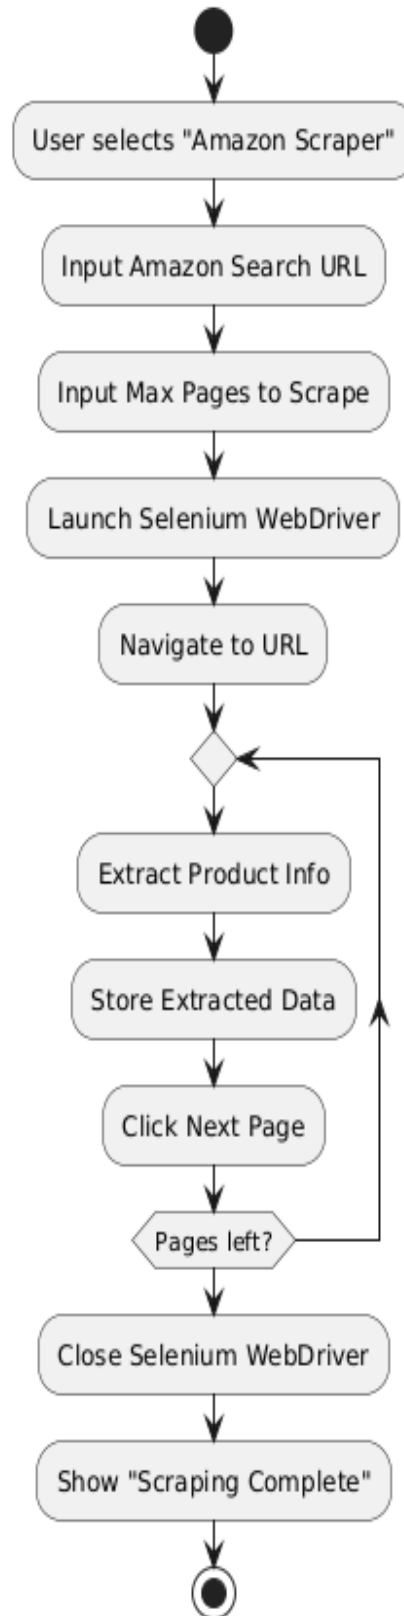 User selects "Amazon Scraper"
Input Amazon Search URL
Input Max Pages to Scrape
Launch Selenium WebDriver
Navigate to URL
Extract Product Info
Store Extracted Data
Click Next Page
Pages left?
Close Selenium WebDriver
Show "Scraping Complete"